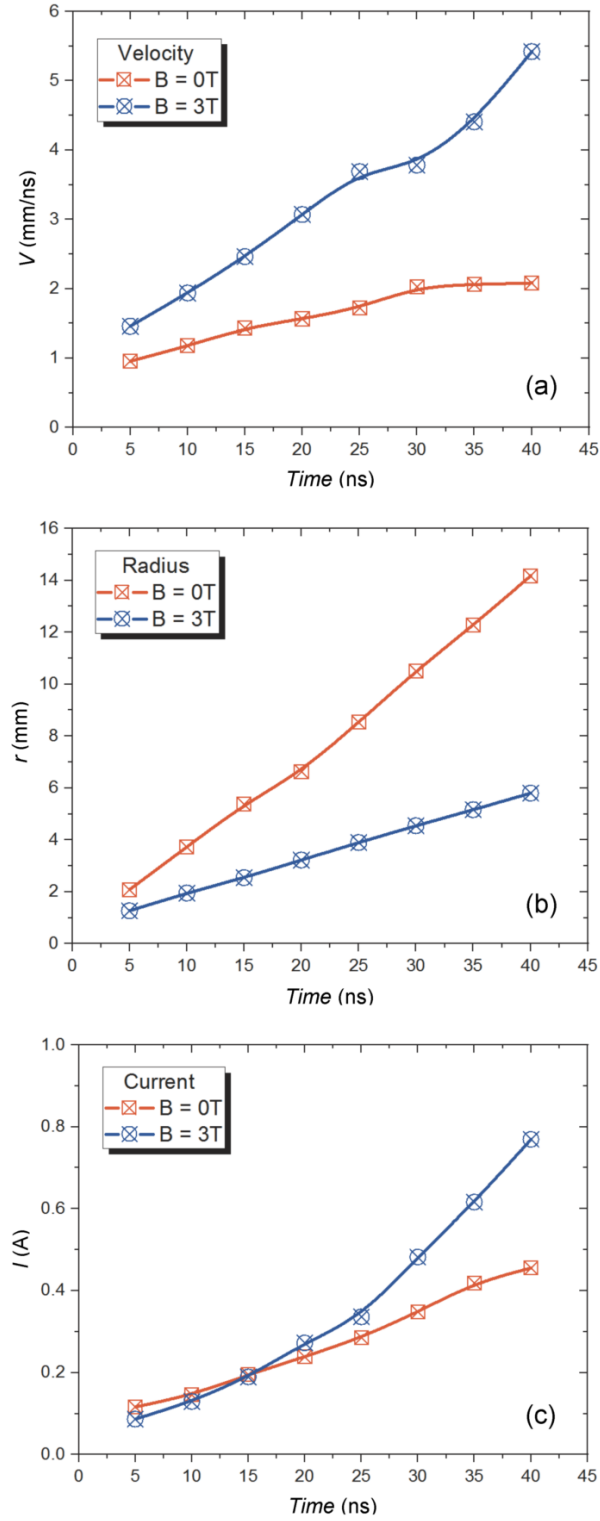 6
5
4
3
2
1
0
V (mm/ns)
Velocity
B = 0T
B = 3T
(a)
0 5 10 15 20 25 30 35 40 45
Time (ns)
16
14
12
10
8
6
4
2
0
r (mm)
Radius
B = 0T
B = 3T
(b)
0 5 10 15 20 25 30 35 40 45
Time (ns)
1.0
0.8
0.6
0.4
0.2
0.0
I (A)
Current
B = 0T
B = 3T
(c)
0 5 10 15 20 25 30 35 40 45
Time (ns)